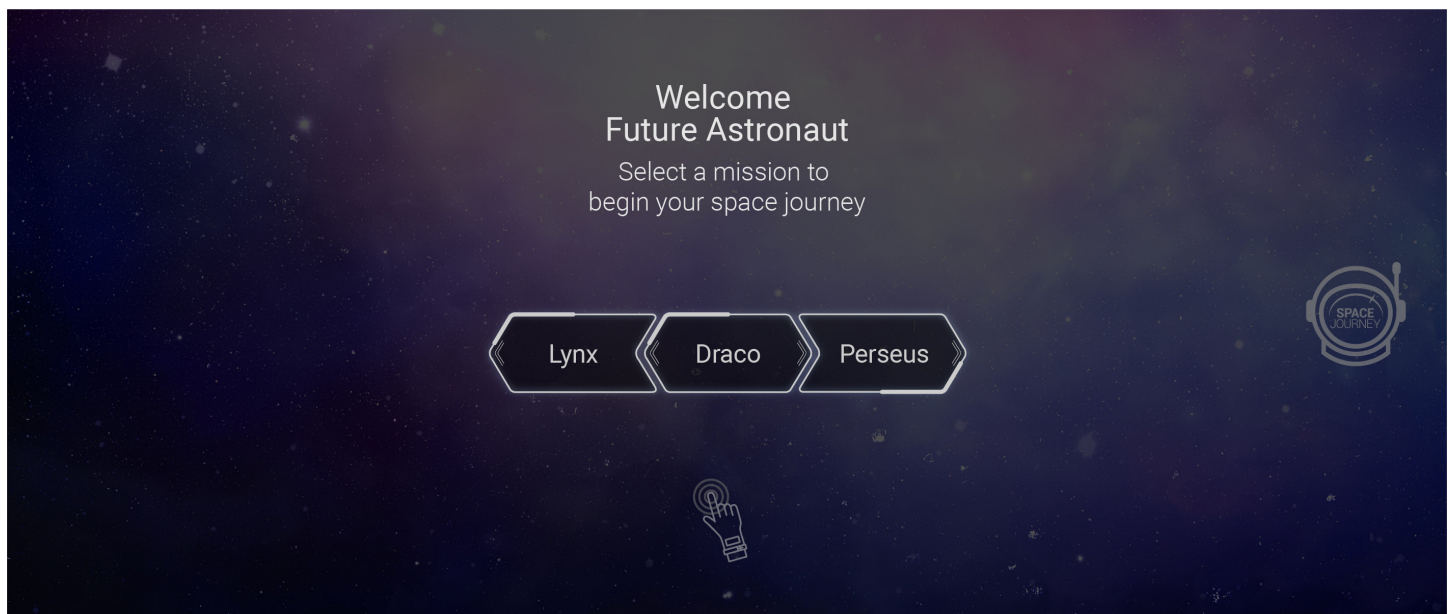 Welcome
Future Astronaut
Select a mission to
begin your space journey
SPACE
JOURNEY
Lynx
Draco
Perseus